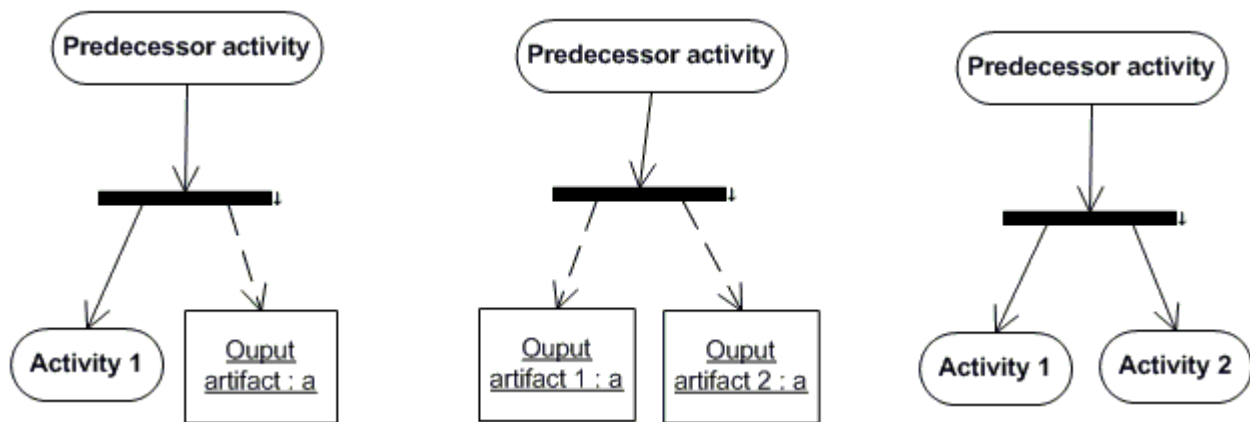 Predecessor activity
Activity 1
Ouput
artifact : a
Predecessor activity
Ouput
artifact 1 : a
Ouput
artifact 2 : a
Predecessor activity
Activity 1
Activity 2